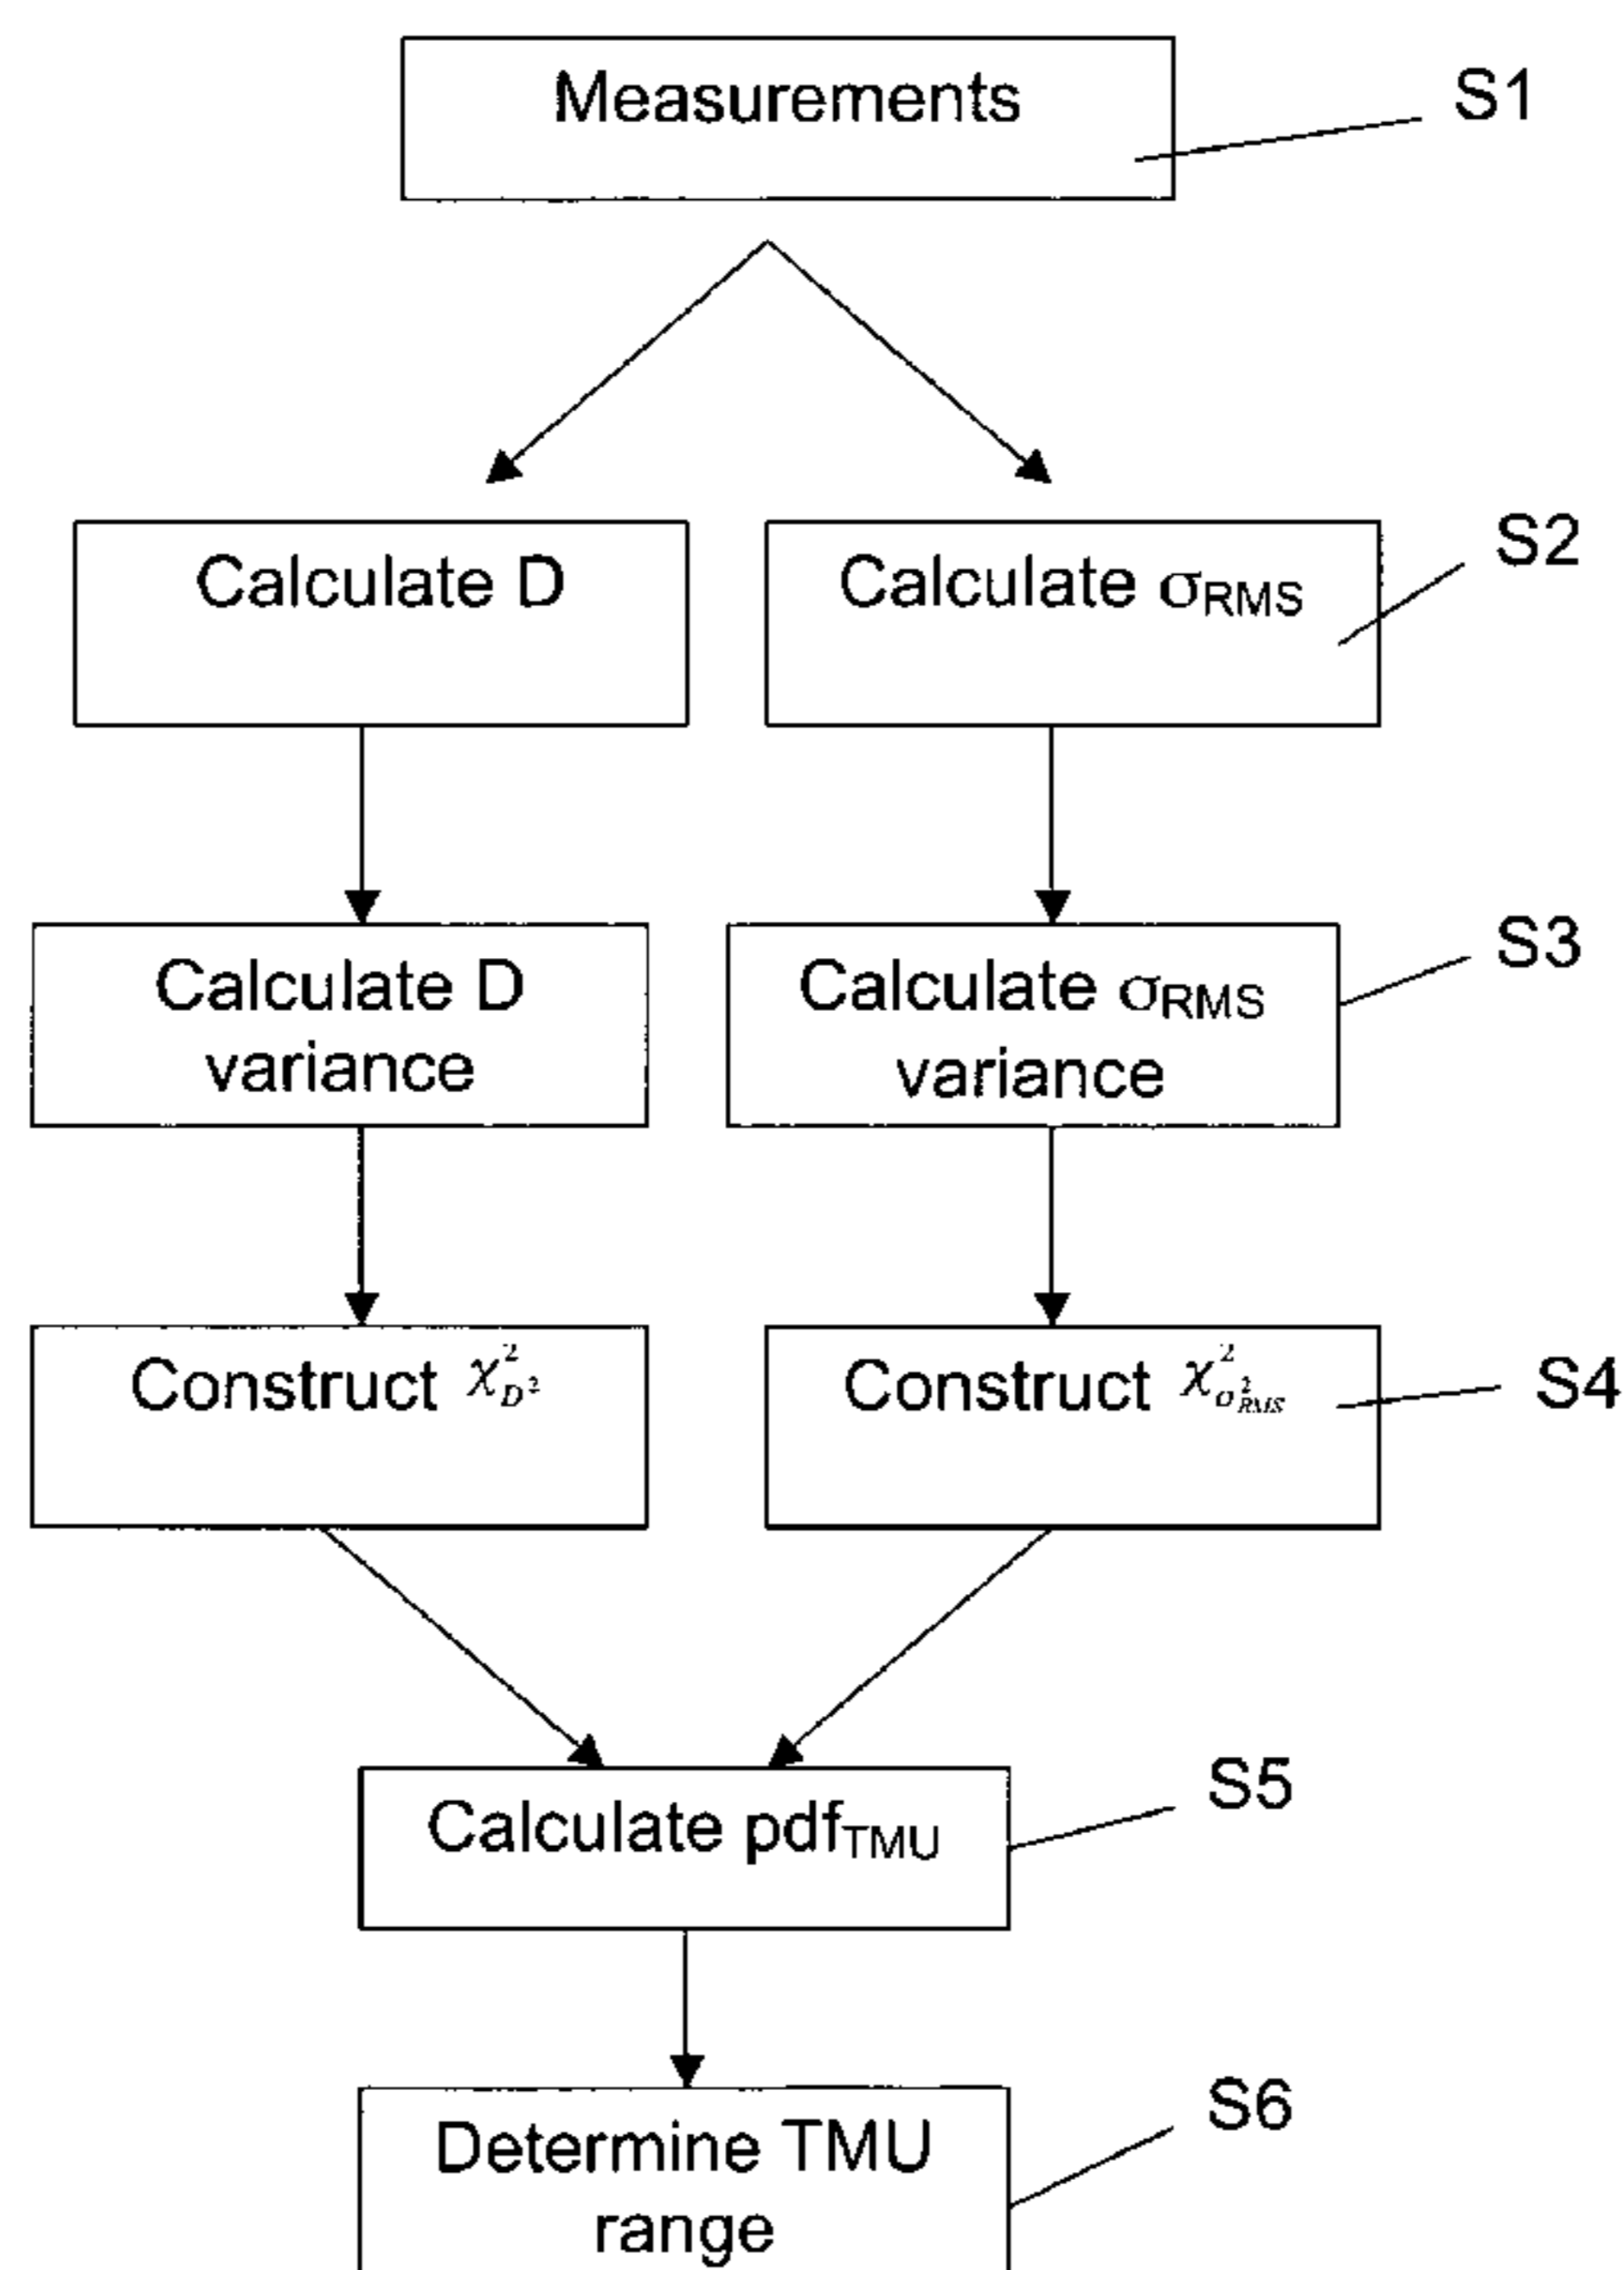 Measurements
S1
Calculate D
Calculate σRMS
S2
Calculate D
variance
Calculate σRMS
variance
S3
Construct χ²D²
Construct χ²σ²RMS
S4
Calculate pdfTMU
S5
Determine TMU
range
S6